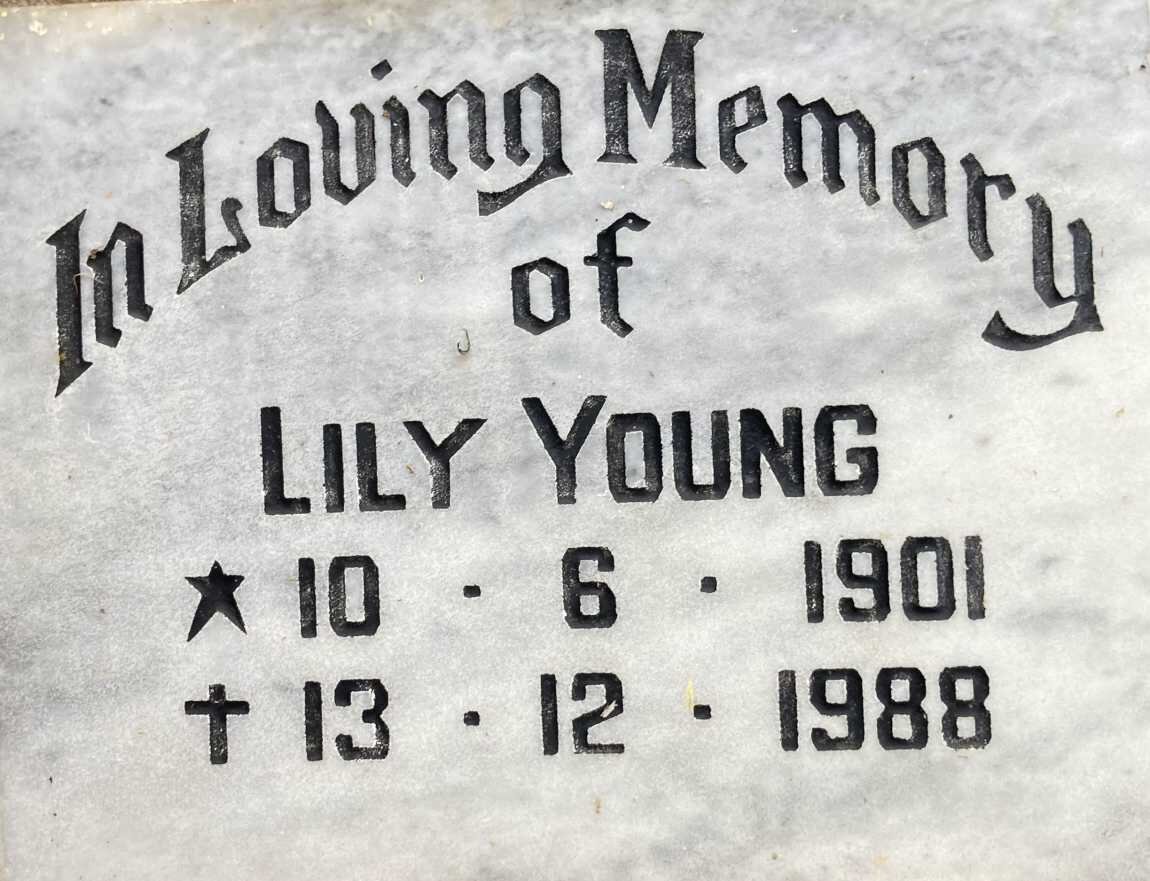 In Loving Memory
of
LILY YOUNG
★ 10 · 6 · 1901
✝ 13 · 12 · 1988